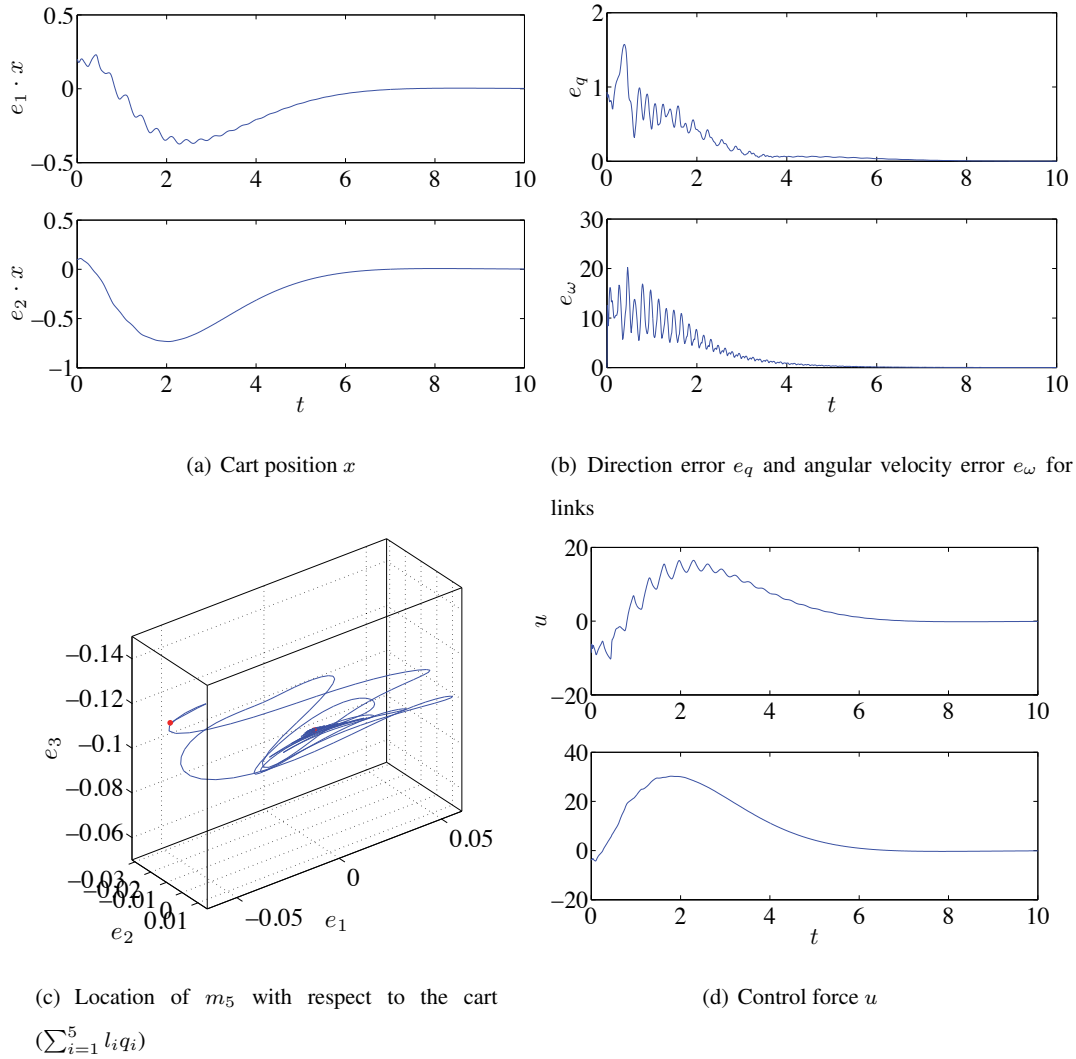 0.5
0
−0.5
e₁ · x
0 2 4 6 8 10
0.5
0
−0.5
−1
e₂ · x
0 2 4 6 8 10
t
(a) Cart position x
2
1
0
e_q
0 2 4 6 8 10
30
20
10
0
e_ω
0 2 4 6 8 10
t
(b) Direction error e_q and angular velocity error e_ω for
links
−0.14
−0.12
−0.1
−0.08
−0.06
e₃
−0.03
−0.02
−0.01
0
0.01
e₂
−0.05
0
0.05
e₁
(c) Location of m₅ with respect to the cart
(∑⁵ᵢ₌₁ lᵢqᵢ)
20
0
−20
u
0 2 4 6 8 10
40
20
0
−20
0 2 4 6 8 10
t
(d) Control force u